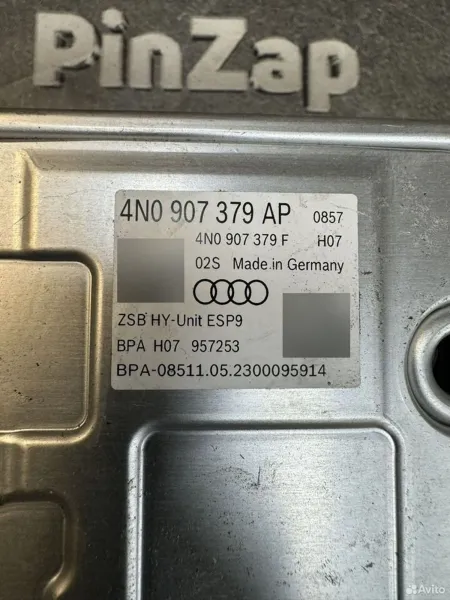 PinZap
4N0 907 379 AP 0857
4N0 907 379 F H07
02S Made in Germany
ZSB HY-Unit ESP9
BPA H07 957253
BPA-08511.05.2300095914
Avito